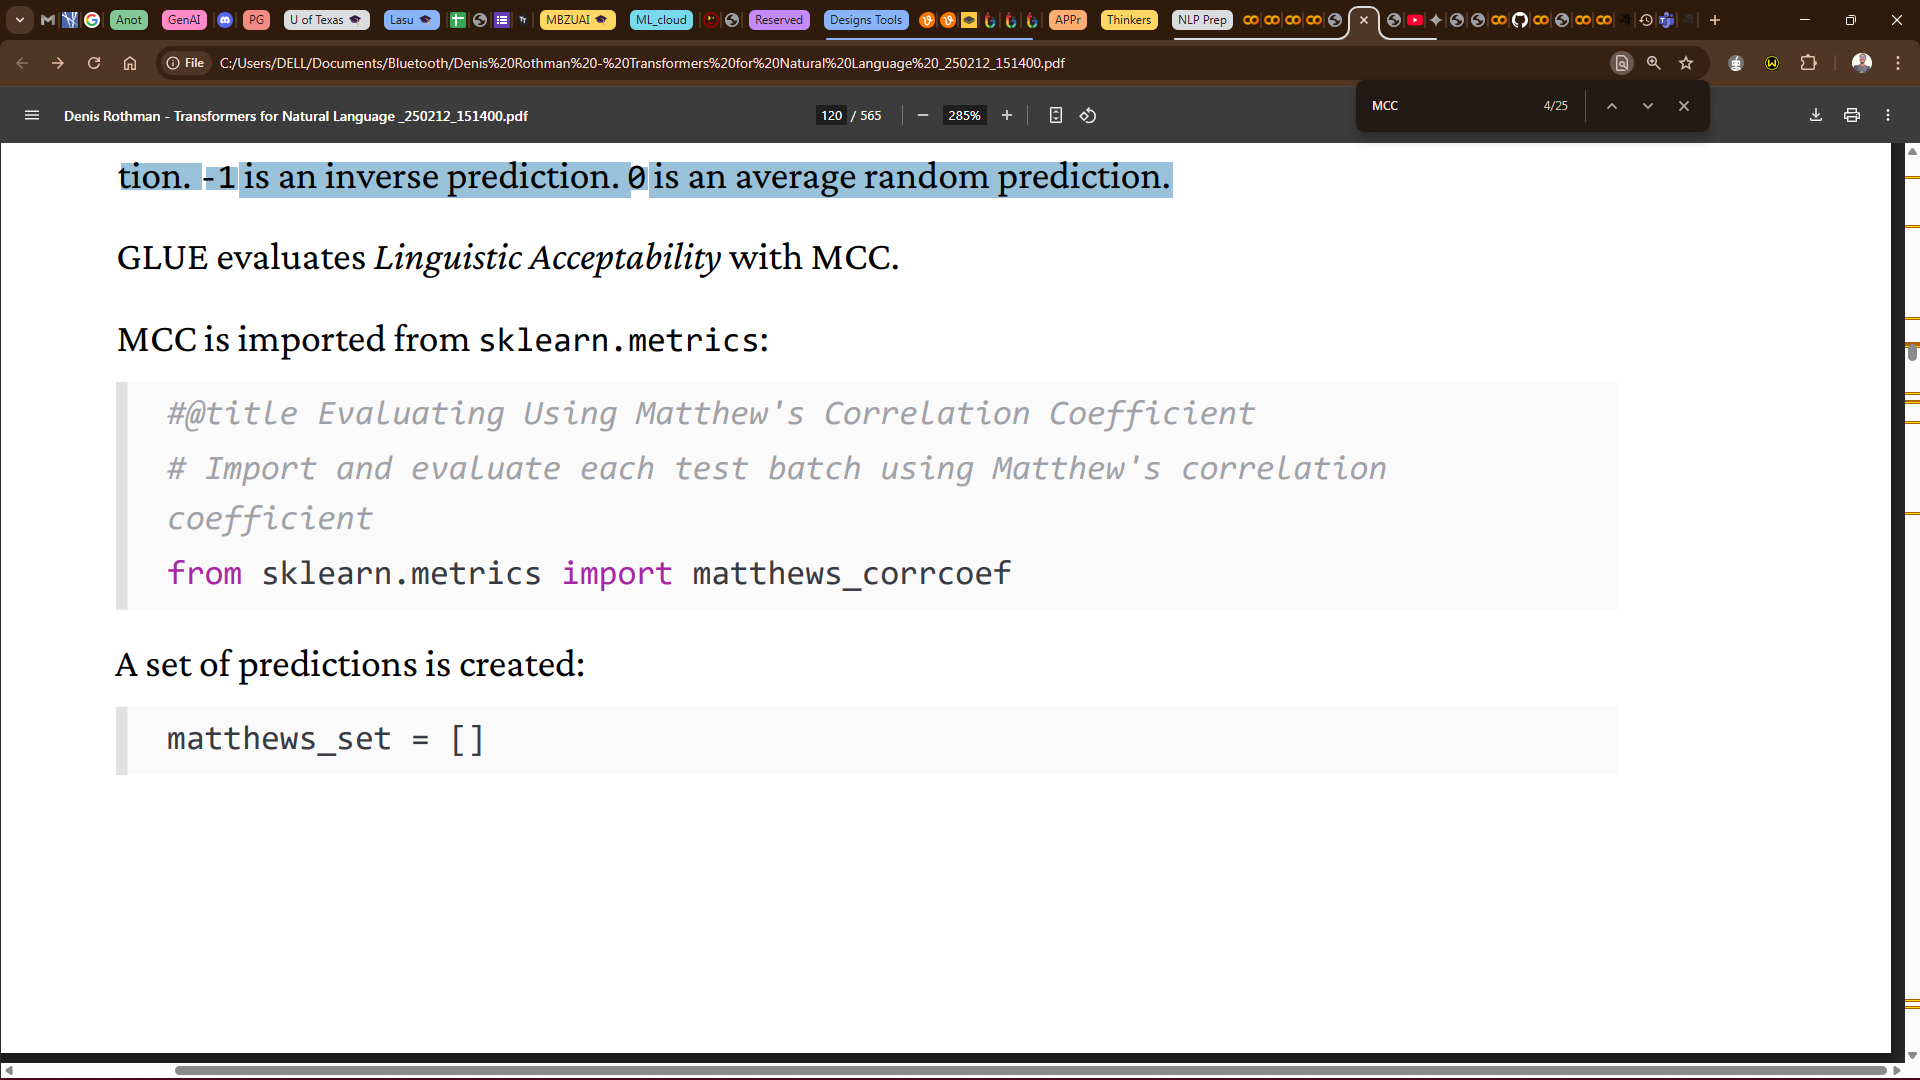 Anot
GenAI
PG
U of Texas
Lasu
MBZUAI
ML_cloud
Reserved
Designs Tools
APPr
Thinkers
NLP Prep
File
C:/Users/DELL/Documents/Bluetooth/Denis%20Rothman%20-%20Transformers%20for%20Natural%20Language%20_250212_151400.pdf
MCC
4/25
Denis Rothman - Transformers for Natural Language _250212_151400.pdf
120 / 565
285%
tion. -1 is an inverse prediction. 0 is an average random prediction.
GLUE evaluates Linguistic Acceptability with MCC.
MCC is imported from sklearn.metrics:
#@title Evaluating Using Matthew's Correlation Coefficient
# Import and evaluate each test batch using Matthew's correlation
coefficient
from sklearn.metrics import matthews_corrcoef
A set of predictions is created:
matthews_set = []